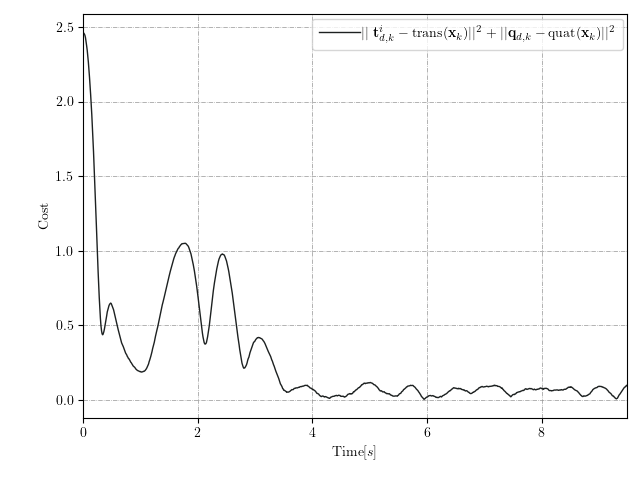 || t^i_{d,k} − trans(x_k)||^2 + ||q_{d,k} − quat(x_k)||^2
2.5
2.0
1.5
1.0
0.5
0.0
Cost
0 2 4 6 8
Time[s]